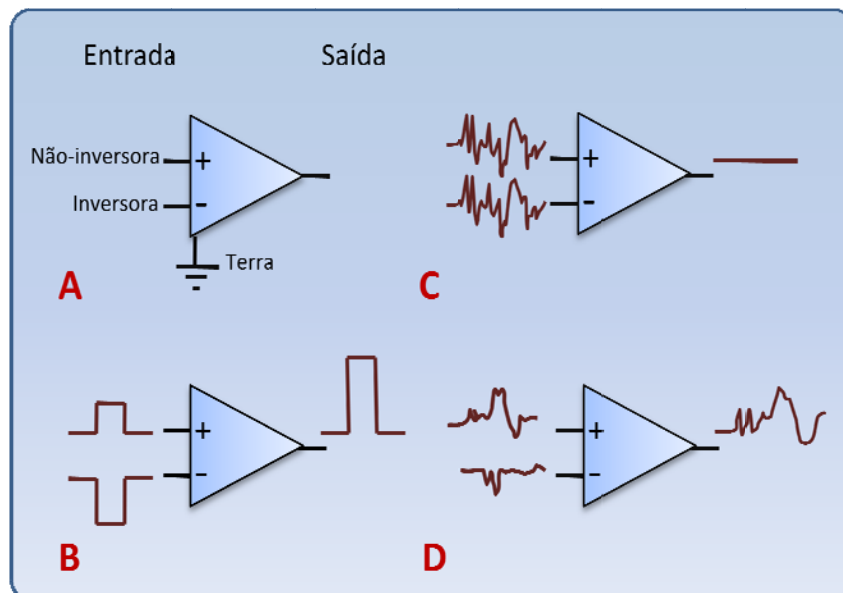 Entrada Saída
Não-inversora +
Inversora -
Terra
A
+
-
C
+
-
B
+
-
D